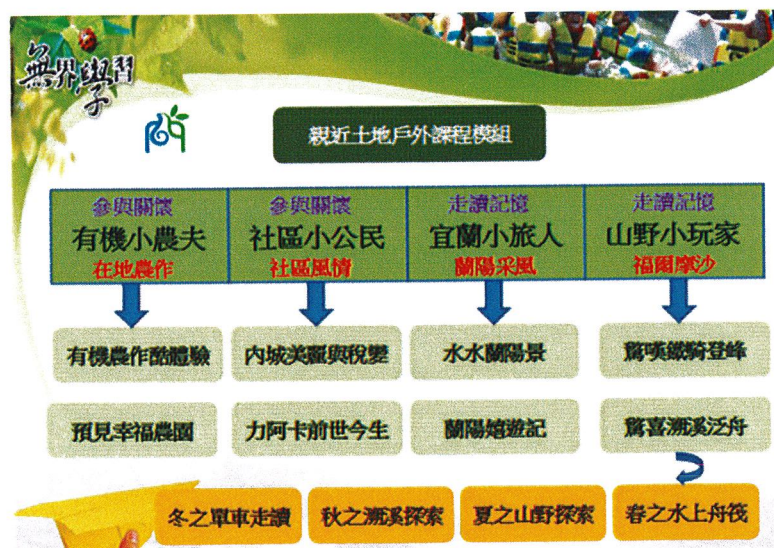 無界學習
親近土地戶外課程模組
參與關懷 參與關懷 走讀記憶 走讀記憶
有機小農夫 社區小公民 宜蘭小旅人 山野小玩家
在地農作 社區風情 蘭陽采風 福爾摩沙
有機農作酷體驗 內城美麗與稅變 水水蘭陽景 驚嘆鐵騎登峰
預見幸福農園 力阿卡前世今生 蘭陽嬉遊記 驚喜溯溪泛舟
冬之單車走讀 秋之溯溪探索 夏之山野探索 春之水上舟筏